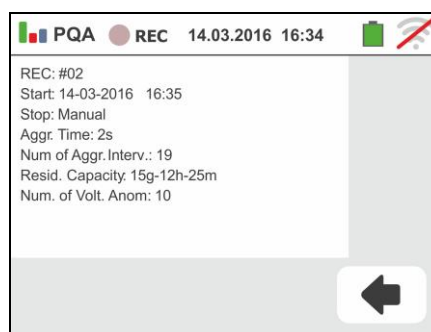 PQA REC 14.03.2016 16:34
REC: #02
Start: 14-03-2016 16:35
Stop: Manual
Aggr. Time: 2s
Num of Aggr.Interv.: 19
Resid. Capacity: 15g-12h-25m
Num. of Volt. Anom: 10